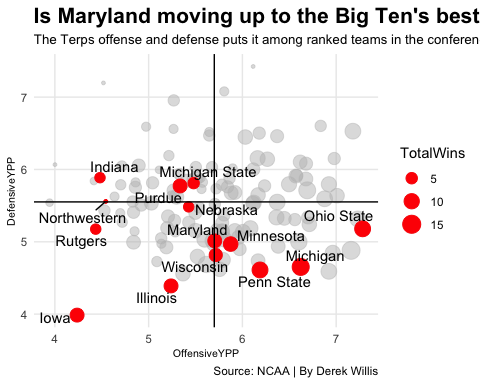 Is Maryland moving up to the Big Ten's best
The Terps offense and defense puts it among ranked teams in the conferen
7
6
5
4
DefensiveYPP
Indiana
Michigan State
Purdue
Northwestern
Nebraska
Rutgers
Maryland
Minnesota
Ohio State
Wisconsin
Michigan
Penn State
Illinois
Iowa
4
5
6
7
OffensiveYPP
TotalWins
5
10
15
Source: NCAA | By Derek Willis